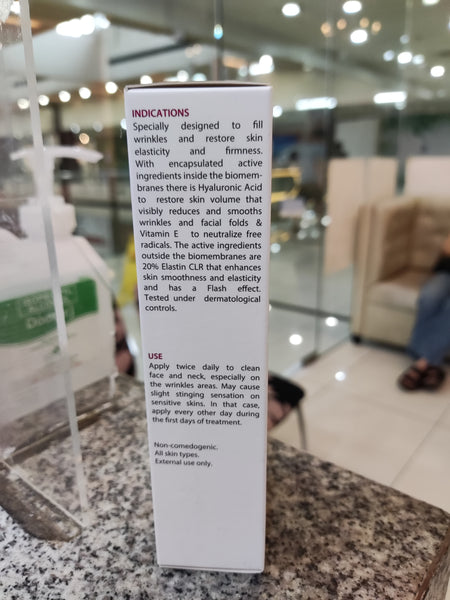 INDICATIONS
Specially designed to fill
wrinkles and restore skin
elasticity and firmness.
With encapsulated active
ingredients inside the biomem-
branes there is Hyaluronic Acid
to restore skin volume that
visibly reduces and smooths
wrinkles and facial folds &
Vitamin E to neutralize free
radicals. The active ingredients
outside the biomembranes are
20% Elastin CLR that enhances
skin smoothness and elasticity
and has a Flash effect.
Tested under dermatological
controls.
USE
Apply twice daily to clean
face and neck, especially on
the wrinkles areas. May cause
slight stinging sensation on
sensitive skins. In that case,
apply every other day during
the first days of treatment.
Non-comedogenic.
All skin types.
External use only.